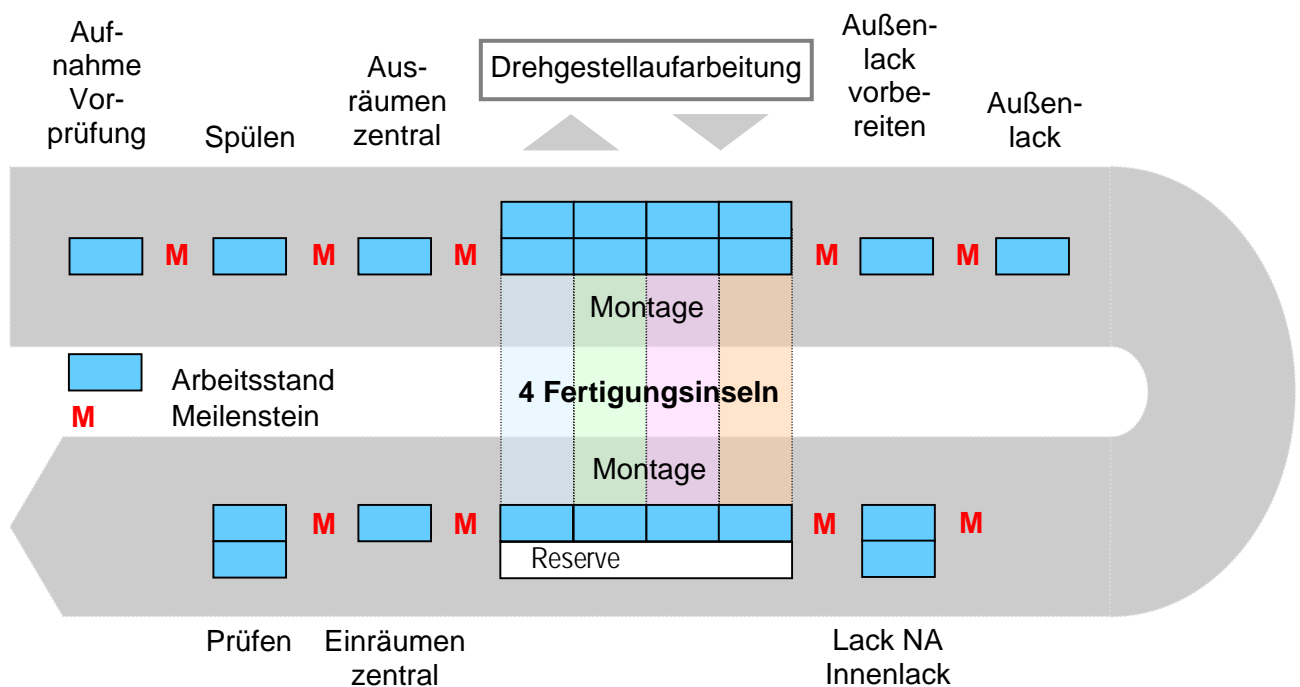 Auf-
nahme
Vor-
prüfung
Spülen
Aus-
räumen
zentral
Drehgestellaufarbeitung
Außen-
lack
vorbe-
reiten
Außen-
lack
M
M
M
M
M
Montage
Arbeitsstand
M
Meilenstein
4 Fertigungsinseln
Montage
M
M
M
M
Reserve
Prüfen
Einräumen
zentral
Lack NA
Innenlack